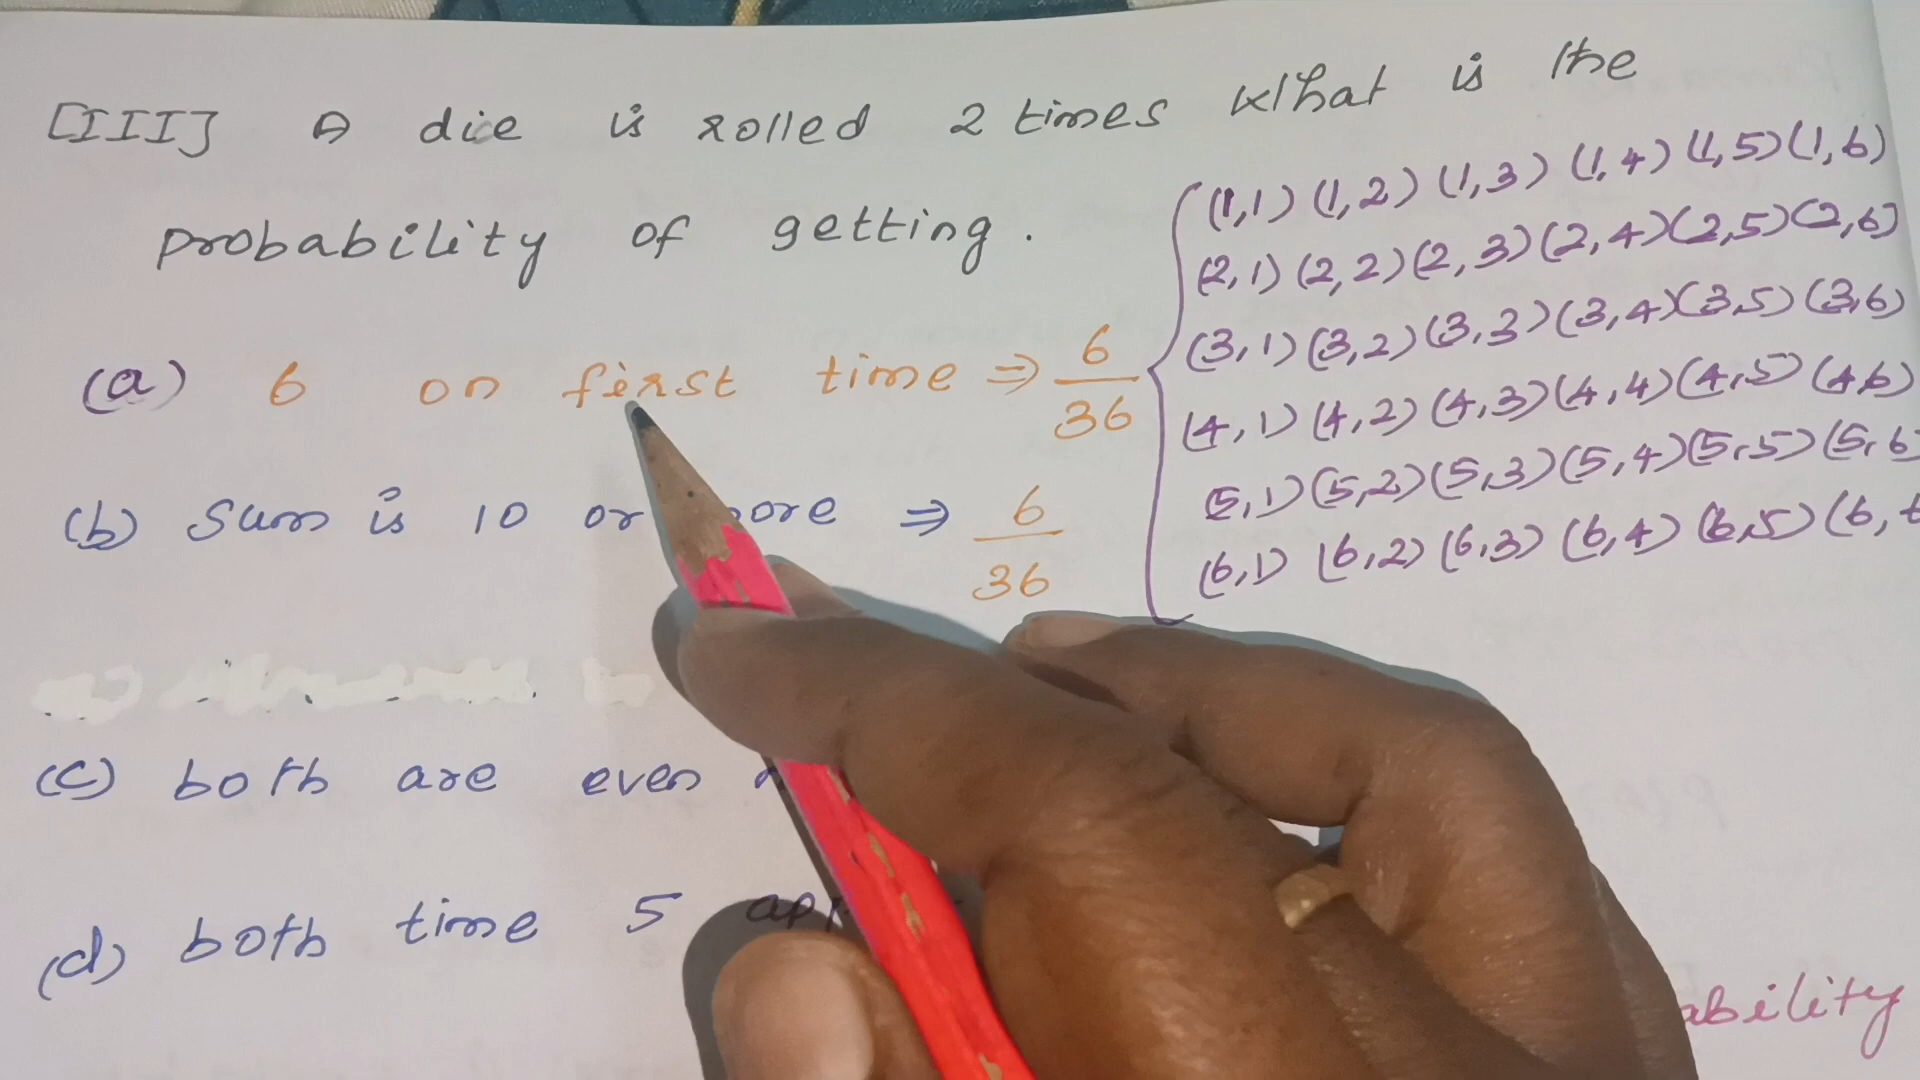 [III] A die is rolled 2 times What is the
probability of getting.
(a) 6 on first time ⇒ 6/36
(b) Sum is 10 or more ⇒ 6/36
(c) both are even
(d) both time 5
(1,1) (1,2) (1,3) (1,4) (1,5) (1,6)
(2,1) (2,2) (2,3) (2,4) (2,5) (2,6)
(3,1) (3,2) (3,3) (3,4) (3,5) (3,6)
(4,1) (4,2) (4,3) (4,4) (4,5) (4,6)
(5,1) (5,2) (5,3) (5,4) (5,5) (5,6
(6,1) (6,2) (6,3) (6,4) (6,5) (6,
ability